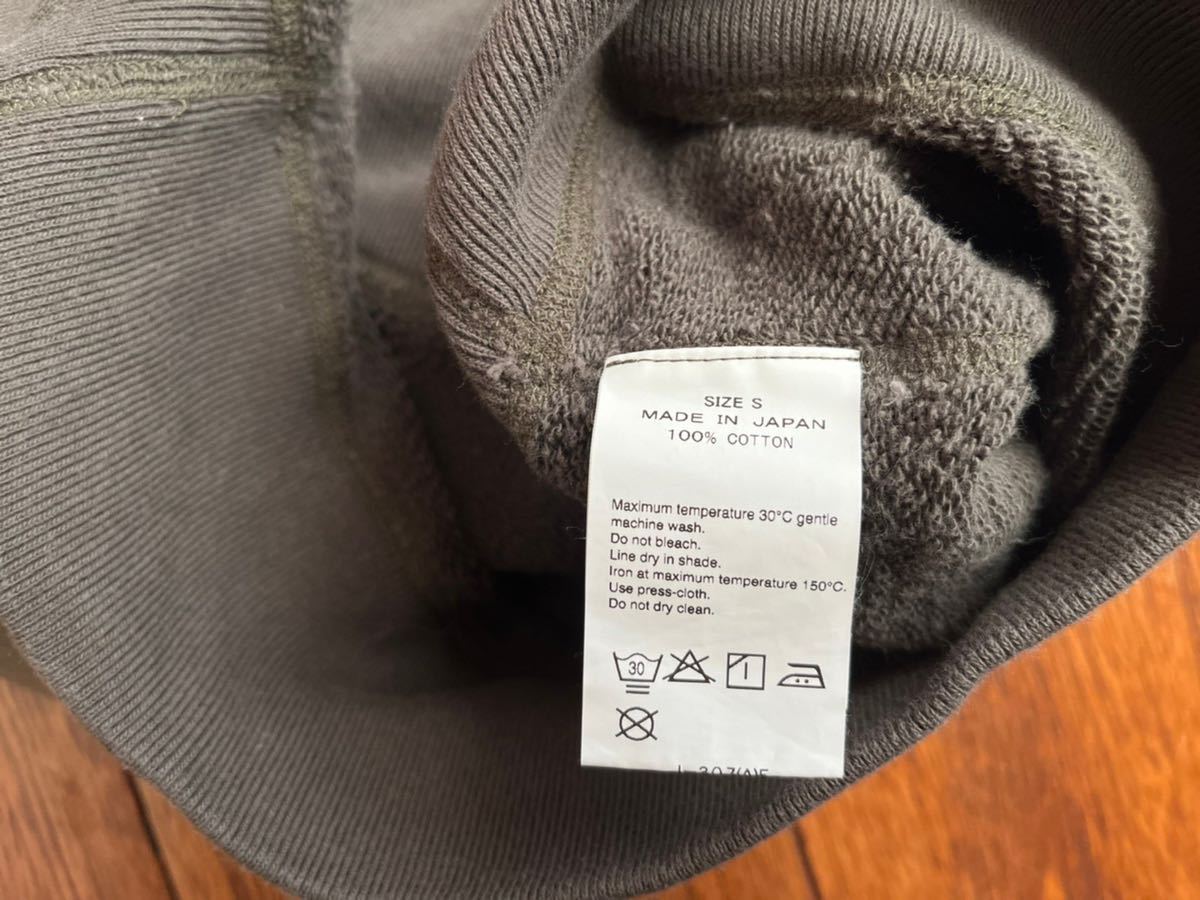 SIZE S
MADE IN JAPAN
100% COTTON
Maximum temperature 30°C gentle
machine wash.
Do not bleach.
Line dry in shade.
Iron at maximum temperature 150°C.
Use press-cloth.
Do not dry clean.
30